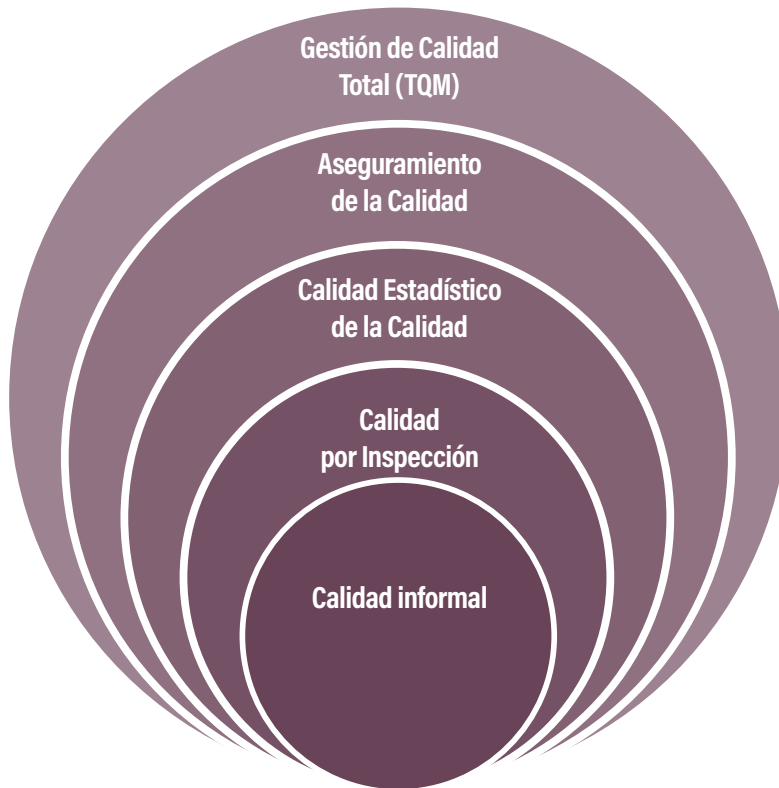 Gestión de Calidad
Total (TQM)
Aseguramiento
de la Calidad
Calidad Estadístico
de la Calidad
Calidad
por Inspección
Calidad informal